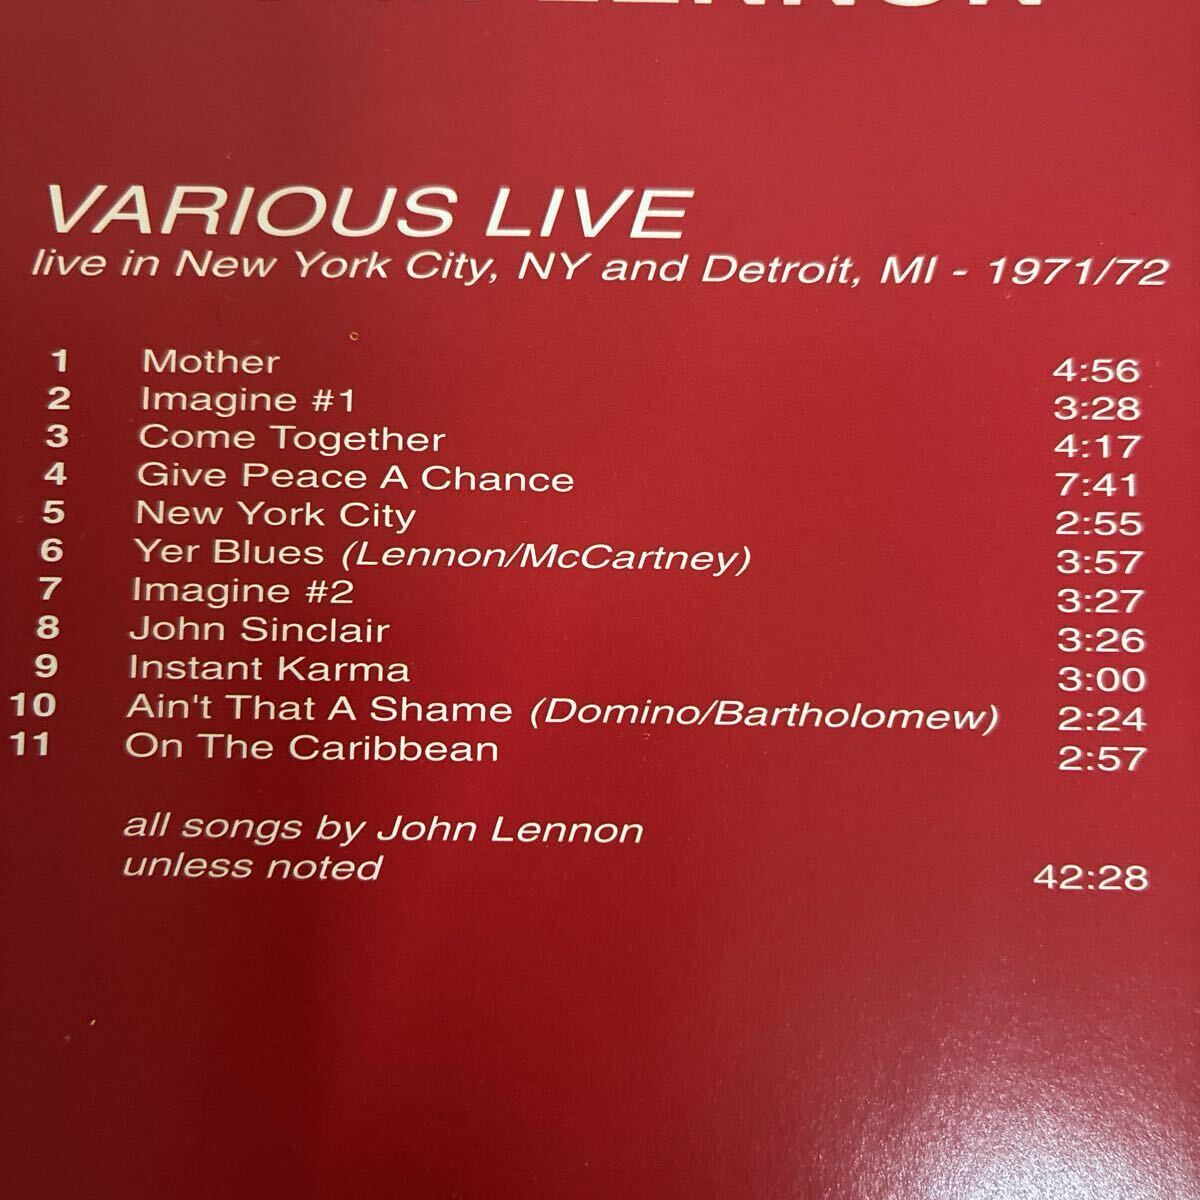 LENNON
VARIOUS LIVE
live in New York City, NY and Detroit, MI - 1971/72
1 Mother 4:56
2 Imagine #1 3:28
3 Come Together 4:17
4 Give Peace A Chance 7:41
5 New York City 2:55
6 Yer Blues (Lennon/McCartney) 3:57
7 Imagine #2 3:27
8 John Sinclair 3:26
9 Instant Karma 3:00
10 Ain't That A Shame (Domino/Bartholomew) 2:24
11 On The Caribbean 2:57
all songs by John Lennon
unless noted 42:28